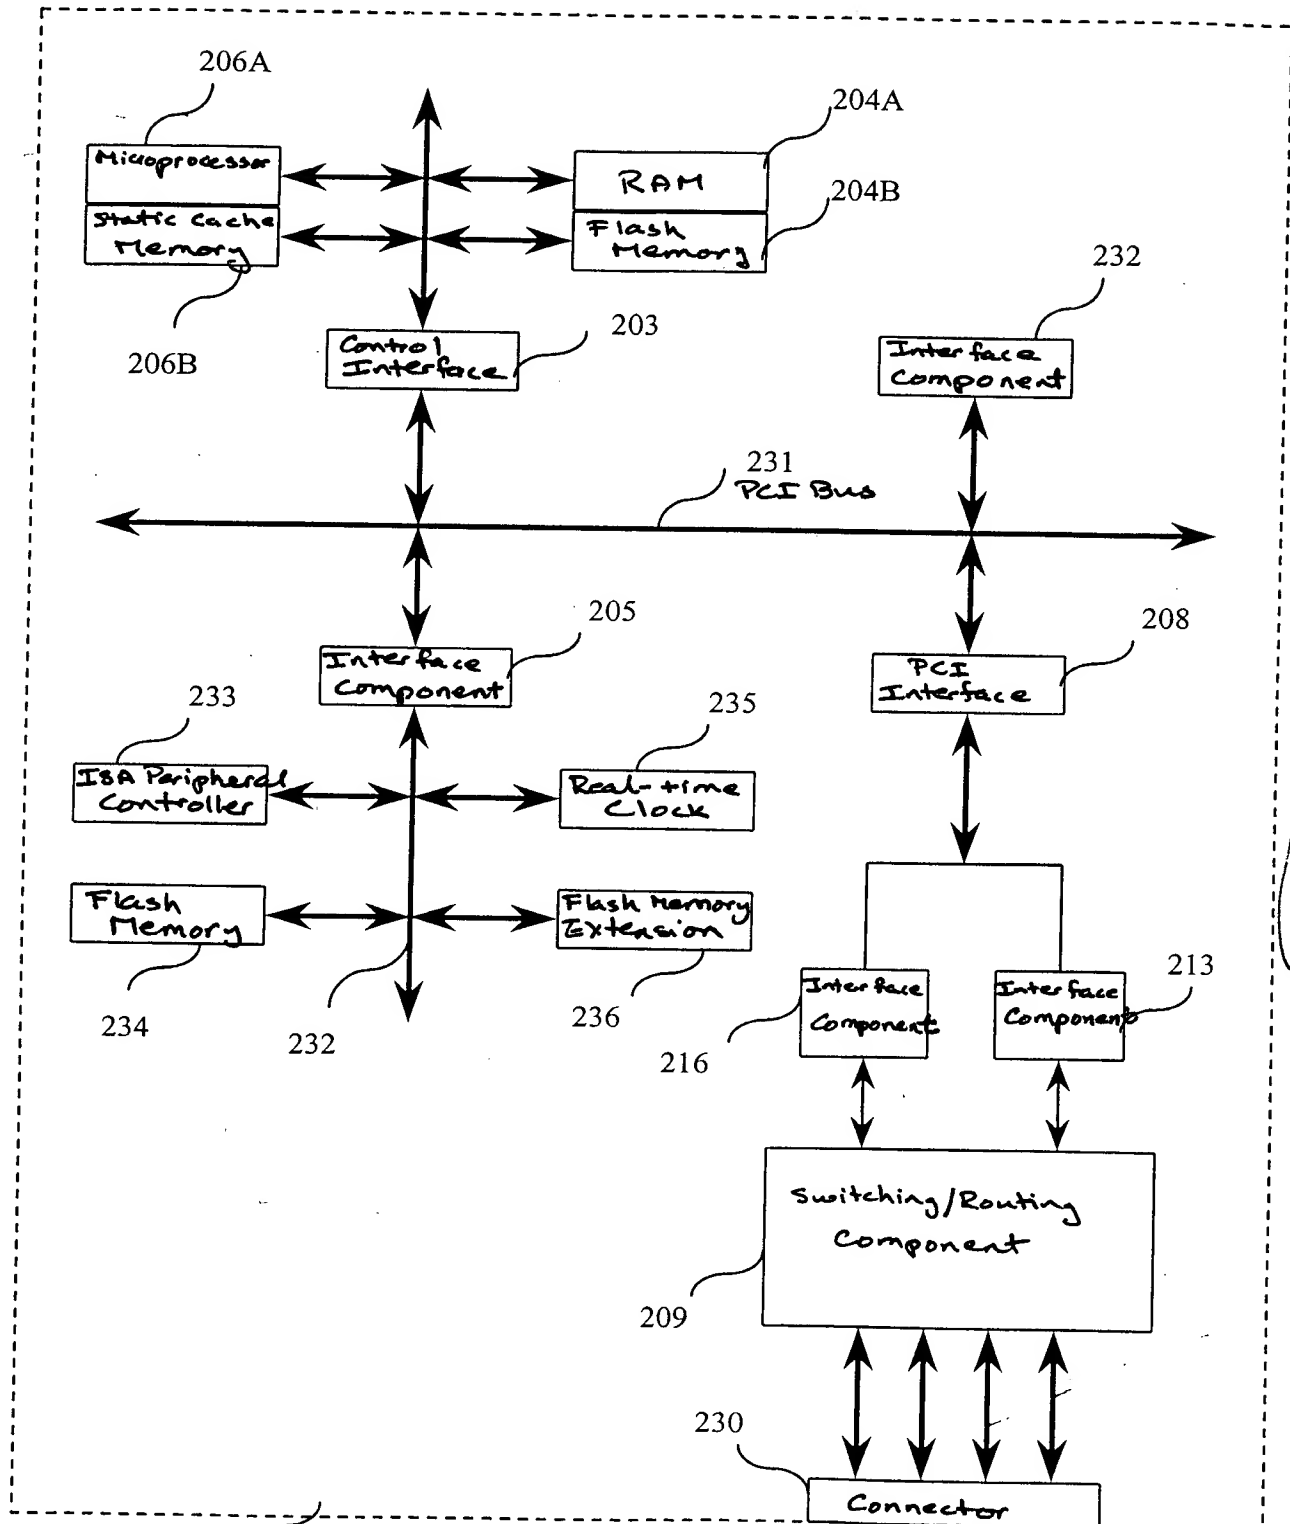 206A
204A
Microprocessor
RAM
204B
Static Cache
Memory
Flash
Memory
232
203
206B
Control
Interface
Interface
Component
231
PCI Bus
205
208
Interface
Component
PCI
Interface
233
235
ISA Peripheral
Controller
Real-time
Clock
Flash
Memory
Flash Memory
Extension
213
234
232
236
216
Interface
Component
Interface
Component
Switching/Routing
Component
209
230
Connector